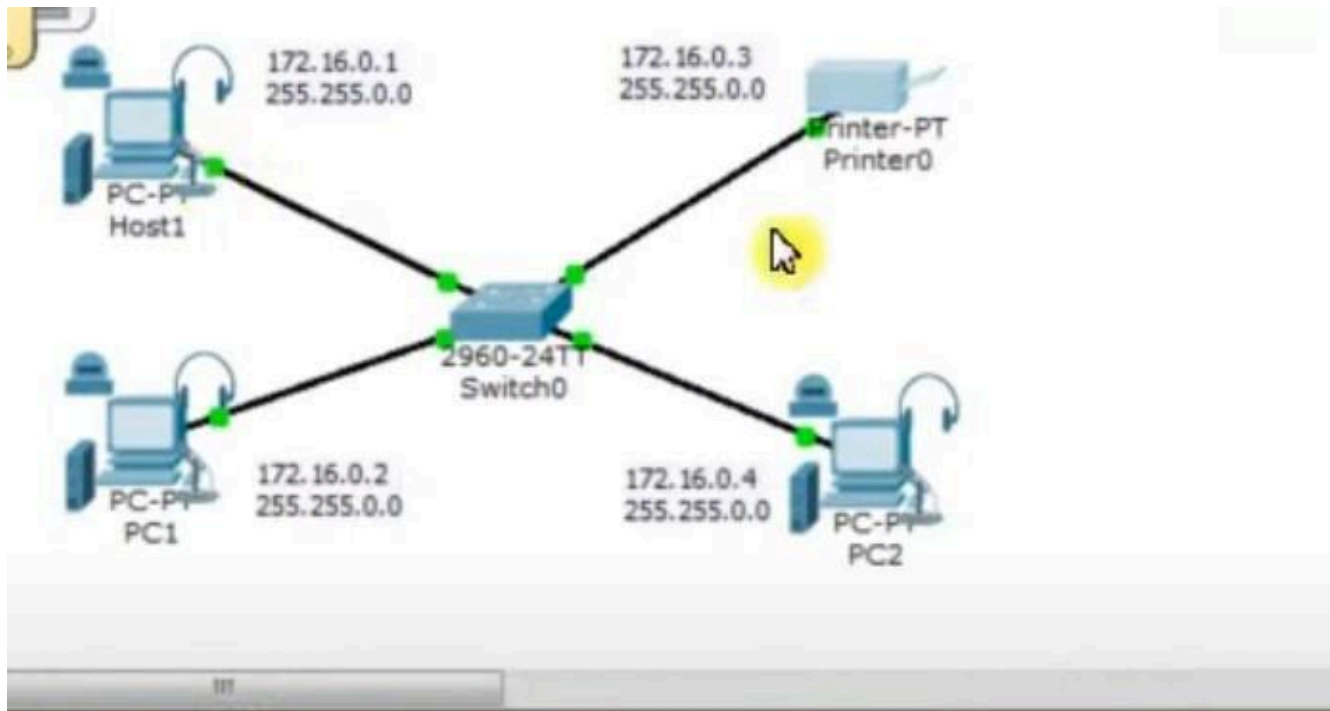 172.16.0.1
255.255.0.0
PC-PT
Host1
172.16.0.3
255.255.0.0
Printer-PT
Printer0
2960-24TT
Switch0
PC-PT
PC1
172.16.0.2
255.255.0.0
172.16.0.4
255.255.0.0
PC-PT
PC2